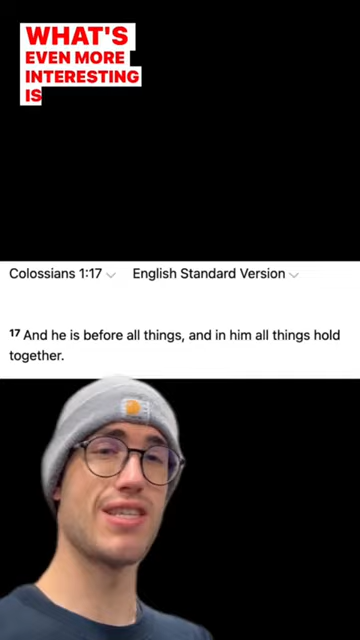 WHAT'S
EVEN MORE
INTERESTING
IS
Colossians 1:17 English Standard Version
17 And he is before all things, and in him all things hold
together.